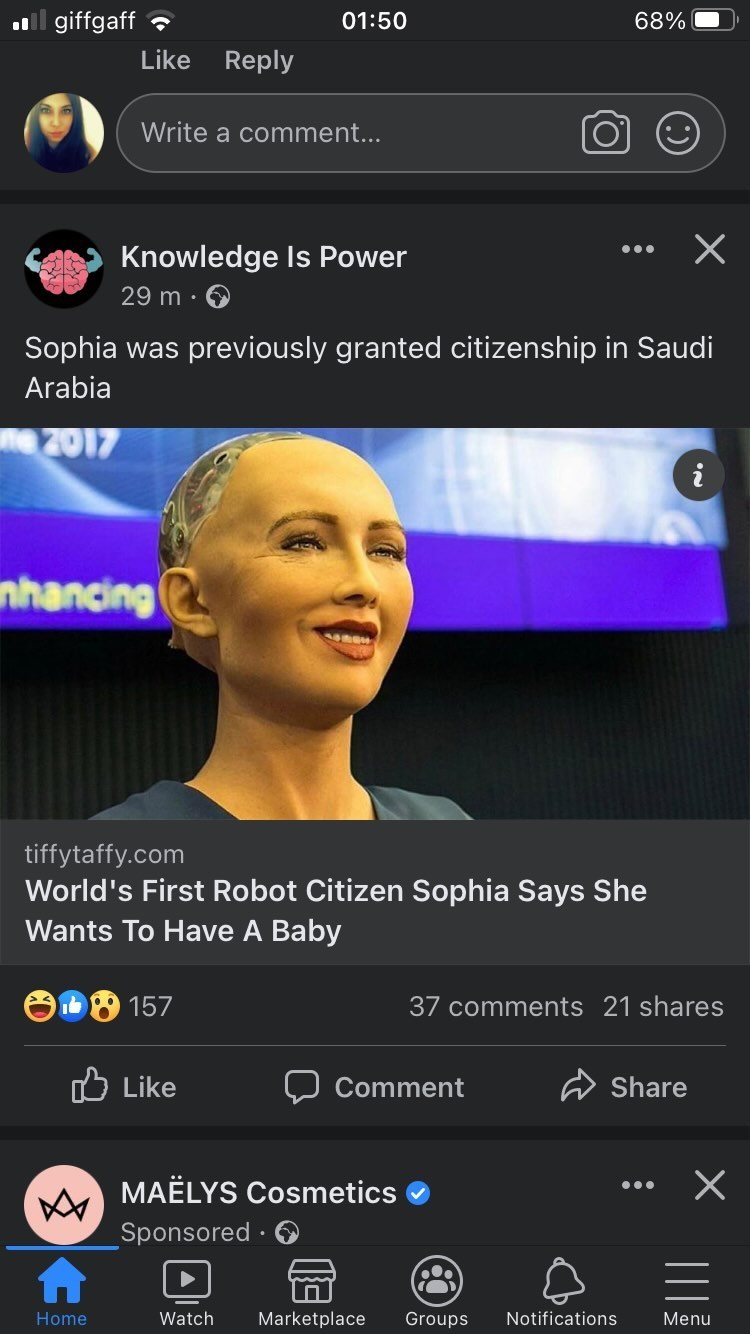 giffgaff 01:50 68%
Like Reply
Write a comment...
Knowledge Is Power
29 m ·
Sophia was previously granted citizenship in Saudi
Arabia
2017
nhancing
tiffytaffy.com
World's First Robot Citizen Sophia Says She
Wants To Have A Baby
157 37 comments 21 shares
Like Comment Share
MAËLYS Cosmetics
Sponsored ·
Home Watch Marketplace Groups Notifications Menu